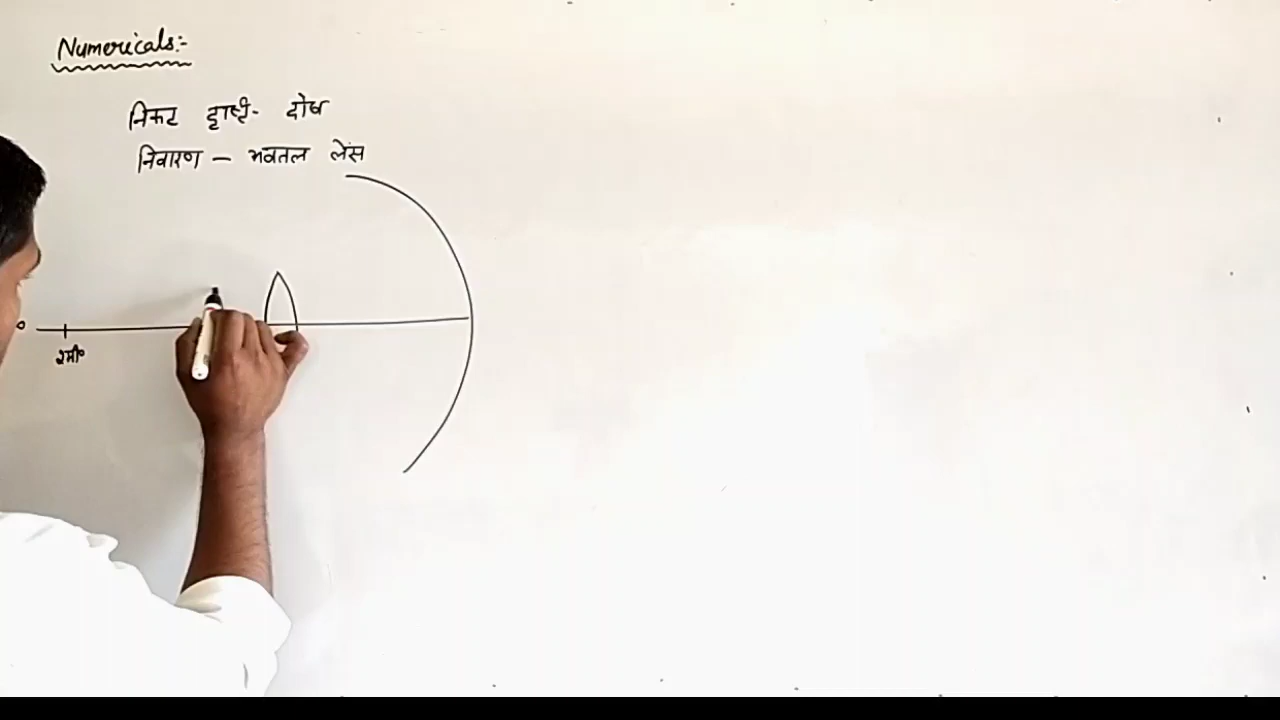 Numericals:-
निकट दृष्टि- दोष
निवारण - अवतल लेंस
2मी०